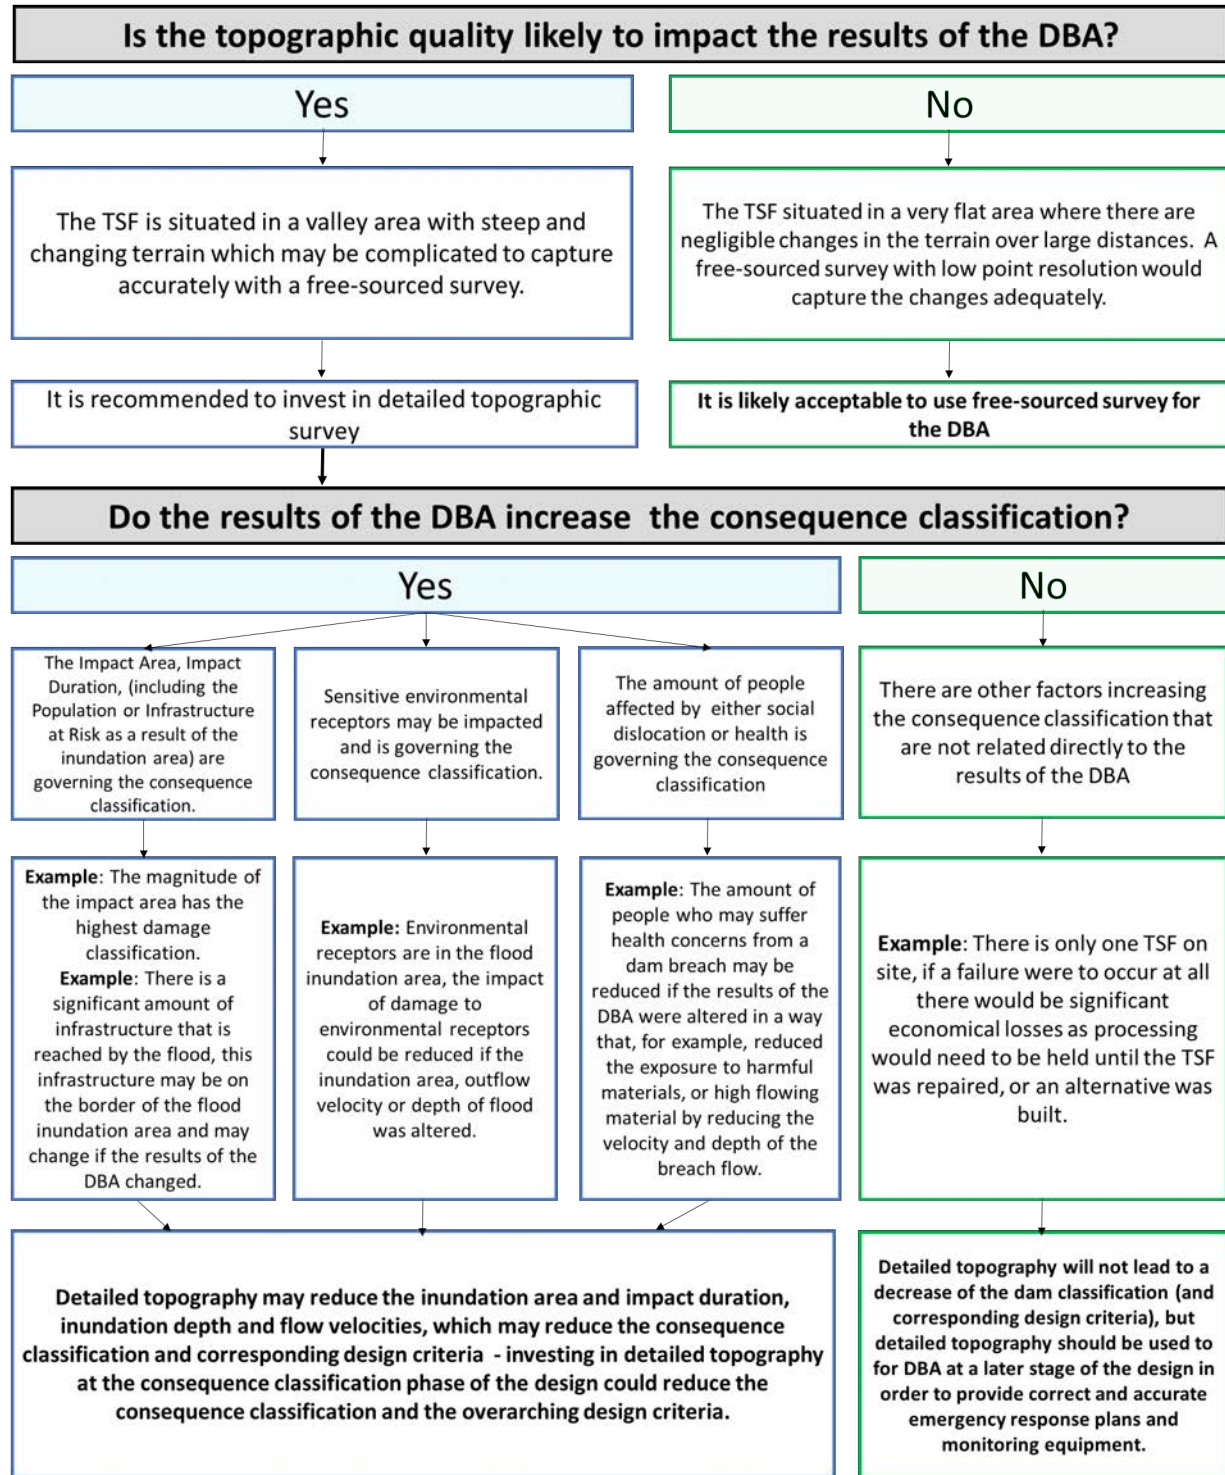 Is the topographic quality likely to impact the results of the DBA?
Yes
No
The TSF is situated in a valley area with steep and
changing terrain which may be complicated to capture
accurately with a free-sourced survey.
The TSF situated in a very flat area where there are
negligible changes in the terrain over large distances. A
free-sourced survey with low point resolution would
capture the changes adequately.
It is recommended to invest in detailed topographic
survey
It is likely acceptable to use free-sourced survey for
the DBA
Do the results of the DBA increase the consequence classification?
Yes
No
The Impact Area, Impact
Duration, (including the
Population or Infrastructure
at Risk as a result of the
inundation area) are
governing the consequence
classification.
Sensitive environmental
receptors may be impacted
and is governing the
consequence classification.
The amount of people
affected by either social
dislocation or health is
governing the consequence
classification
There are other factors increasing
the consequence classification that
are not related directly to the
results of the DBA
Example: The magnitude of
the impact area has the
highest damage
classification.
Example: There is a
significant amount of
infrastructure that is
reached by the flood, this
infrastructure may be on
the border of the flood
inundation area and may
change if the results of the
DBA changed.
Example: Environmental
receptors are in the flood
inundation area, the impact
of damage to
environmental receptors
could be reduced if the
inundation area, outflow
velocity or depth of flood
was altered.
Example: The amount of
people who may suffer
health concerns from a
dam breach may be
reduced if the results of the
DBA were altered in a way
that, for example, reduced
the exposure to harmful
materials, or high flowing
material by reducing the
velocity and depth of the
breach flow.
Example: There is only one TSF on
site, if a failure were to occur at all
there would be significant
economical losses as processing
would need to be held until the TSF
was repaired, or an alternative was
built.
Detailed topography may reduce the inundation area and impact duration,
inundation depth and flow velocities, which may reduce the consequence
classification and corresponding design criteria - investing in detailed topography
at the consequence classification phase of the design could reduce the
consequence classification and the overarching design criteria.
Detailed topography will not lead to a
decrease of the dam classification (and
corresponding design criteria), but
detailed topography should be used to
for DBA at a later stage of the design in
order to provide correct and accurate
emergency response plans and
monitoring equipment.